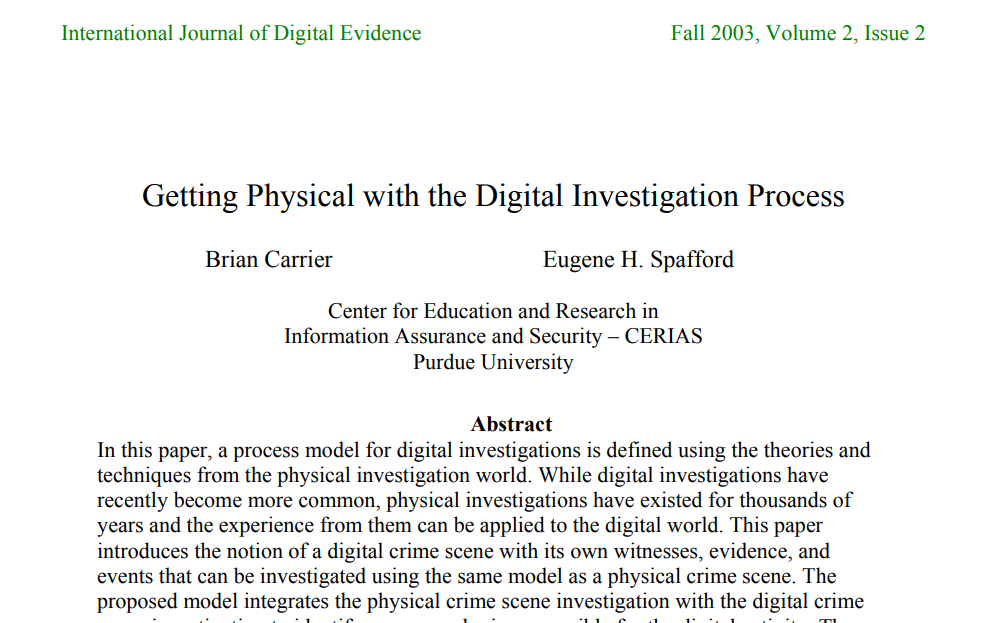 International Journal of Digital Evidence Fall 2003, Volume 2, Issue 2
Getting Physical with the Digital Investigation Process
Brian Carrier Eugene H. Spafford
Center for Education and Research in
Information Assurance and Security – CERIAS
Purdue University
Abstract
In this paper, a process model for digital investigations is defined using the theories and
techniques from the physical investigation world. While digital investigations have
recently become more common, physical investigations have existed for thousands of
years and the experience from them can be applied to the digital world. This paper
introduces the notion of a digital crime scene with its own witnesses, evidence, and
events that can be investigated using the same model as a physical crime scene. The
proposed model integrates the physical crime scene investigation with the digital crime